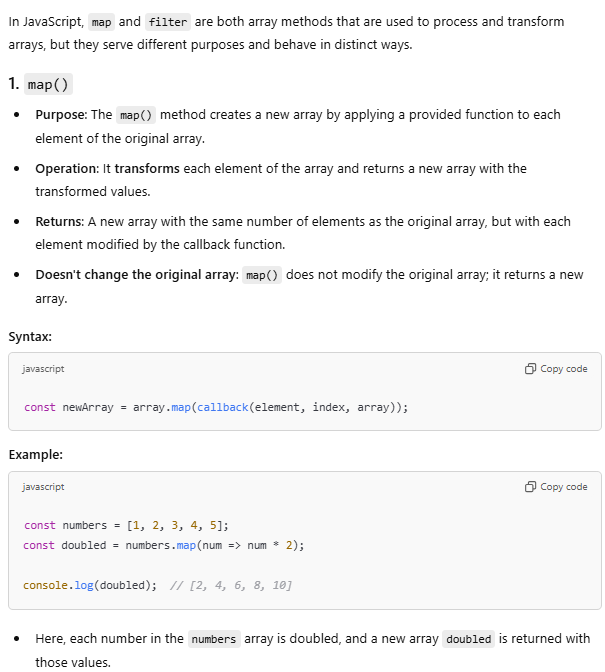 In JavaScript, map and filter are both array methods that are used to process and transform
arrays, but they serve different purposes and behave in distinct ways.
1. map()
• Purpose: The map() method creates a new array by applying a provided function to each
element of the original array.
• Operation: It transforms each element of the array and returns a new array with the
transformed values.
• Returns: A new array with the same number of elements as the original array, but with each
element modified by the callback function.
• Doesn't change the original array: map() does not modify the original array; it returns a new
array.
Syntax:
javascript Copy code
const newArray = array.map(callback(element, index, array));
Example:
javascript Copy code
const numbers = [1, 2, 3, 4, 5];
const doubled = numbers.map(num => num * 2);
console.log(doubled); // [2, 4, 6, 8, 10]
• Here, each number in the numbers array is doubled, and a new array doubled is returned with
those values.